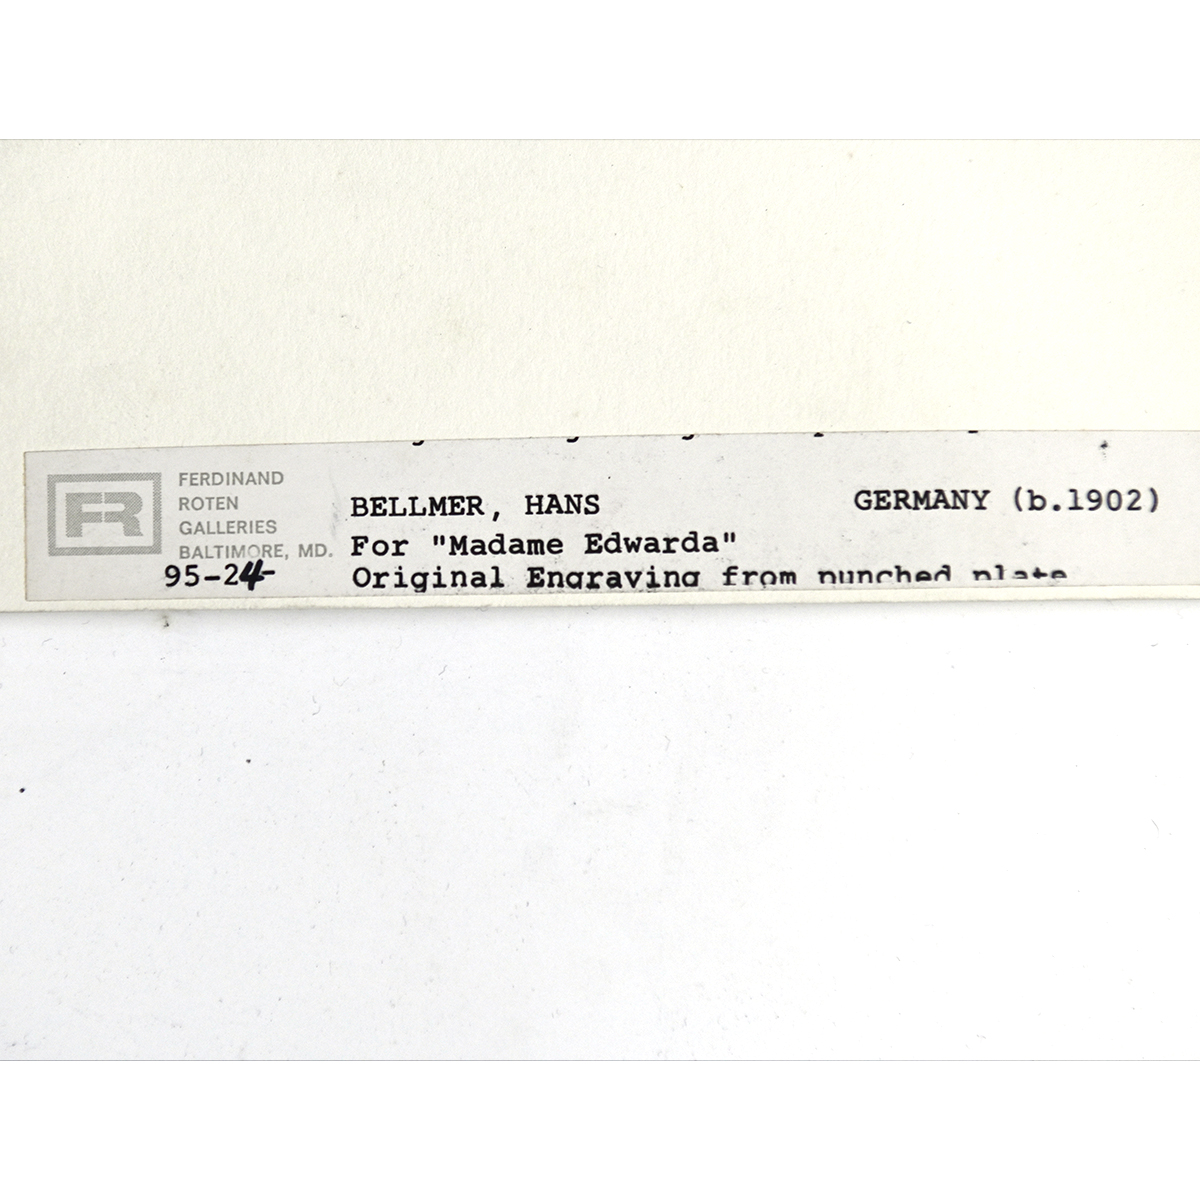 FR
FERDINAND
ROTEN
GALLERIES
BALTIMORE, MD.
95-24
BELLMER, HANS GERMANY (b.1902)
For "Madame Edwarda"
Original Engraving from punched plate